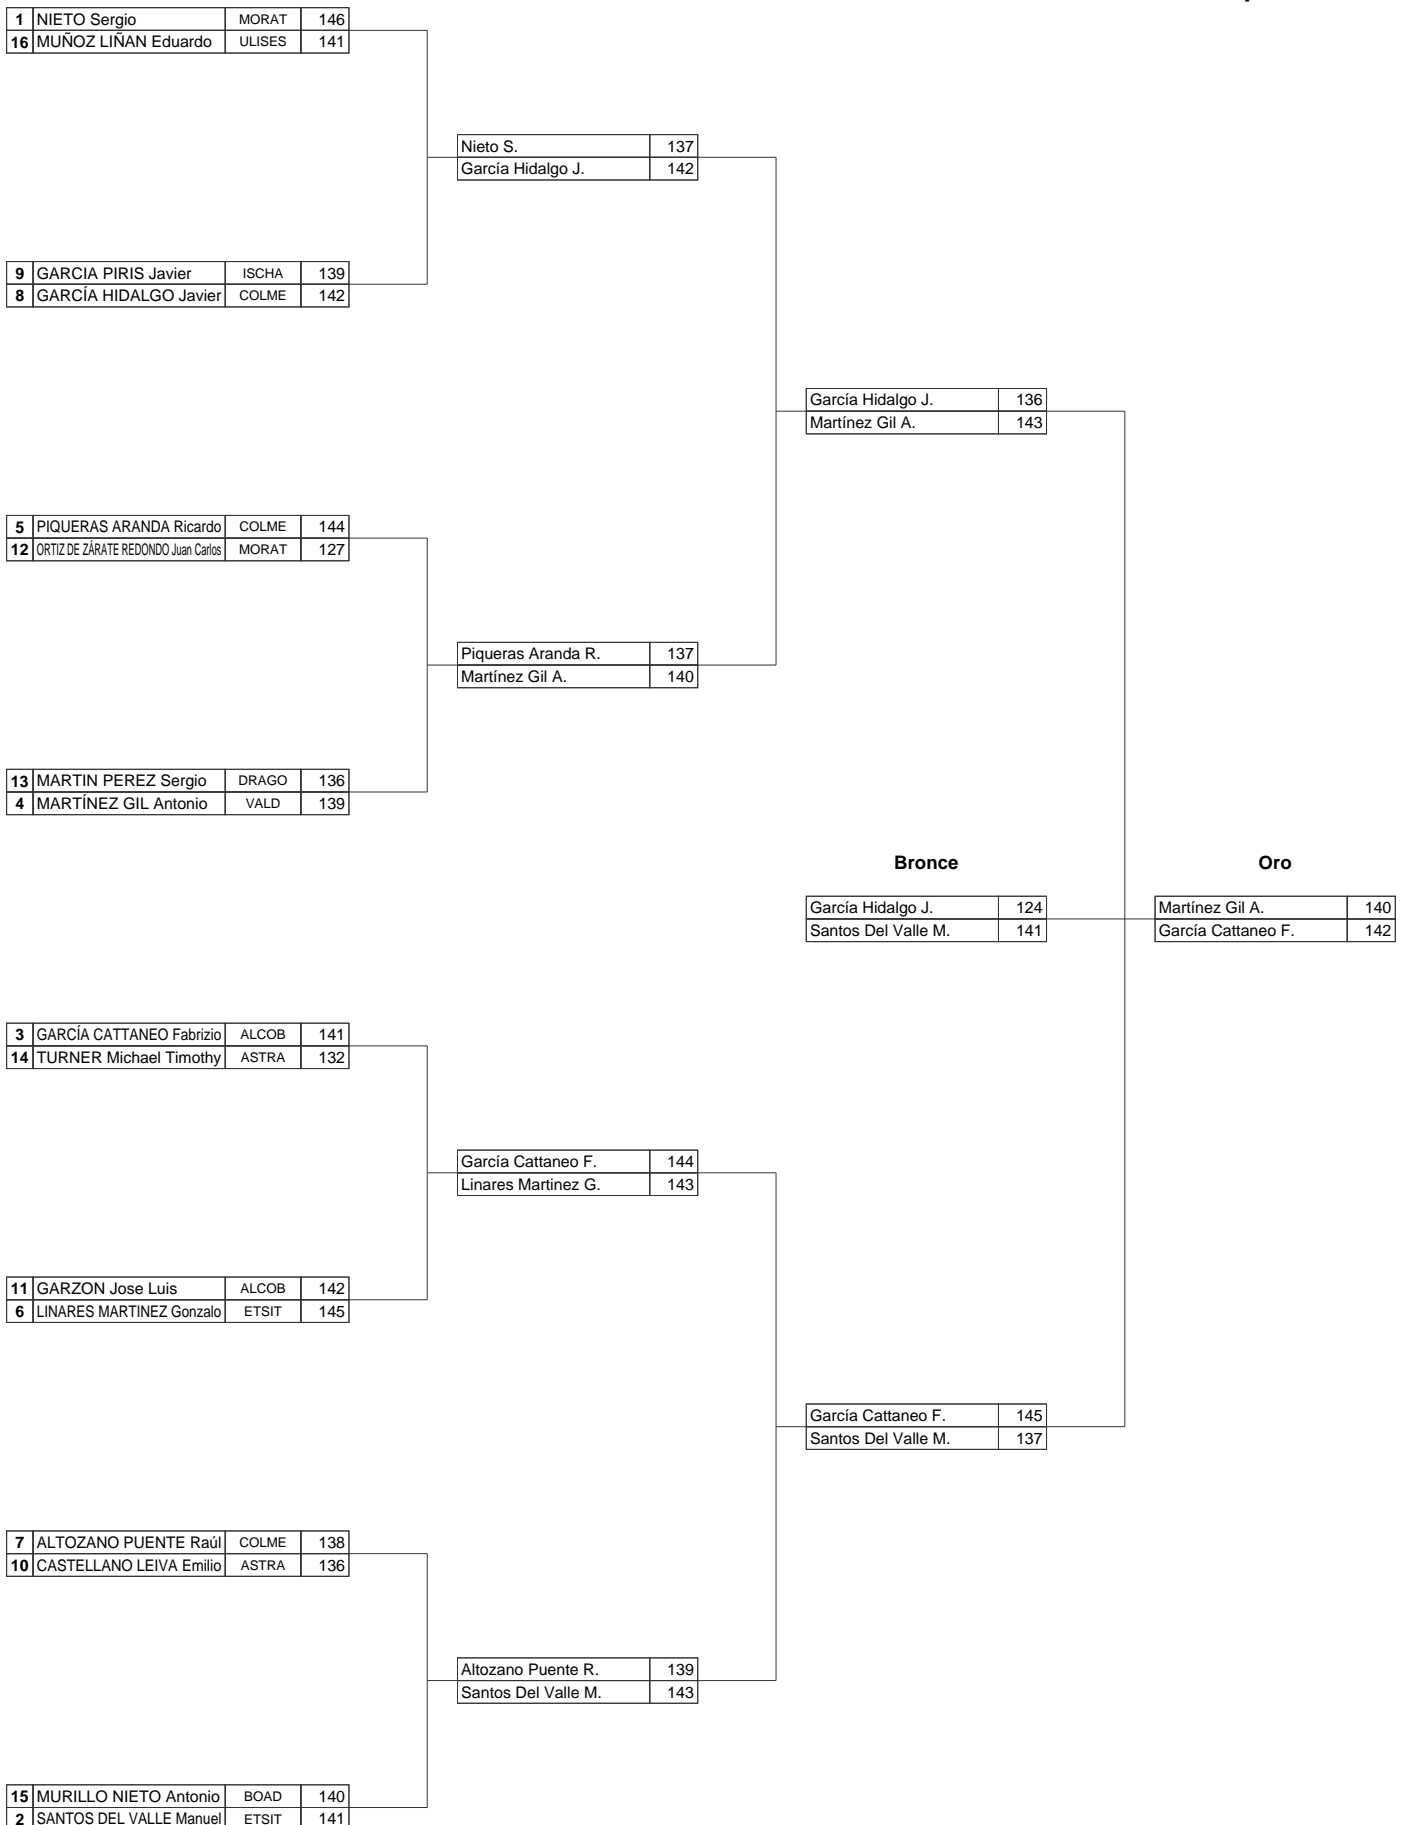 1 NIETO Sergio MORAT 146
16 MUÑOZ LIÑAN Eduardo ULISES 141
Nieto S. 137
García Hidalgo J. 142
9 GARCIA PIRIS Javier ISCHA 139
8 GARCÍA HIDALGO Javier COLME 142
García Hidalgo J. 136
Martínez Gil A. 143
5 PIQUERAS ARANDA Ricardo COLME 144
12 ORTIZ DE ZÁRATE REDONDO Juan Carlos MORAT 127
Piqueras Aranda R. 137
Martínez Gil A. 140
13 MARTIN PEREZ Sergio DRAGO 136
4 MARTÍNEZ GIL Antonio VALD 139
Bronce Oro
García Hidalgo J. 124 Martínez Gil A. 140
Santos Del Valle M. 141 García Cattaneo F. 142
3 GARCÍA CATTANEO Fabrizio ALCOB 141
14 TURNER Michael Timothy ASTRA 132
García Cattaneo F. 144
Linares Martinez G. 143
11 GARZON Jose Luis ALCOB 142
6 LINARES MARTINEZ Gonzalo ETSIT 145
García Cattaneo F. 145
Santos Del Valle M. 137
7 ALTOZANO PUENTE Raúl COLME 138
10 CASTELLANO LEIVA Emilio ASTRA 136
Altozano Puente R. 139
Santos Del Valle M. 143
15 MURILLO NIETO Antonio BOAD 140
2 SANTOS DEL VALLE Manuel ETSIT 141